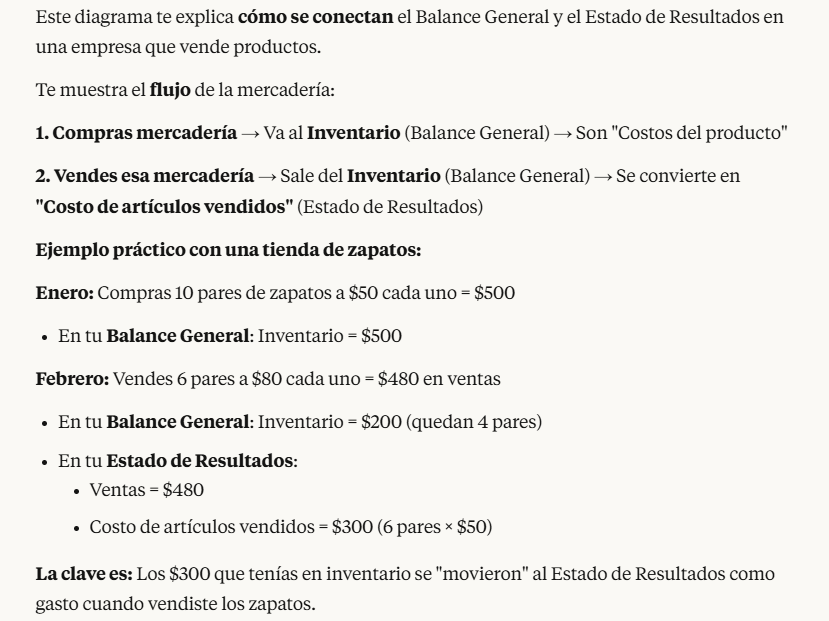 Este diagrama te explica cómo se conectan el Balance General y el Estado de Resultados en
una empresa que vende productos.
Te muestra el flujo de la mercadería:
1. Compras mercadería → Va al Inventario (Balance General) → Son "Costos del producto"
2. Vendes esa mercadería → Sale del Inventario (Balance General) → Se convierte en
"Costo de artículos vendidos" (Estado de Resultados)
Ejemplo práctico con una tienda de zapatos:
Enero: Compras 10 pares de zapatos a $50 cada uno = $500
• En tu Balance General: Inventario = $500
Febrero: Vendes 6 pares a $80 cada uno = $480 en ventas
• En tu Balance General: Inventario = $200 (quedan 4 pares)
• En tu Estado de Resultados:
• Ventas = $480
• Costo de artículos vendidos = $300 (6 pares × $50)
La clave es: Los $300 que tenías en inventario se "movieron" al Estado de Resultados como
gasto cuando vendiste los zapatos.